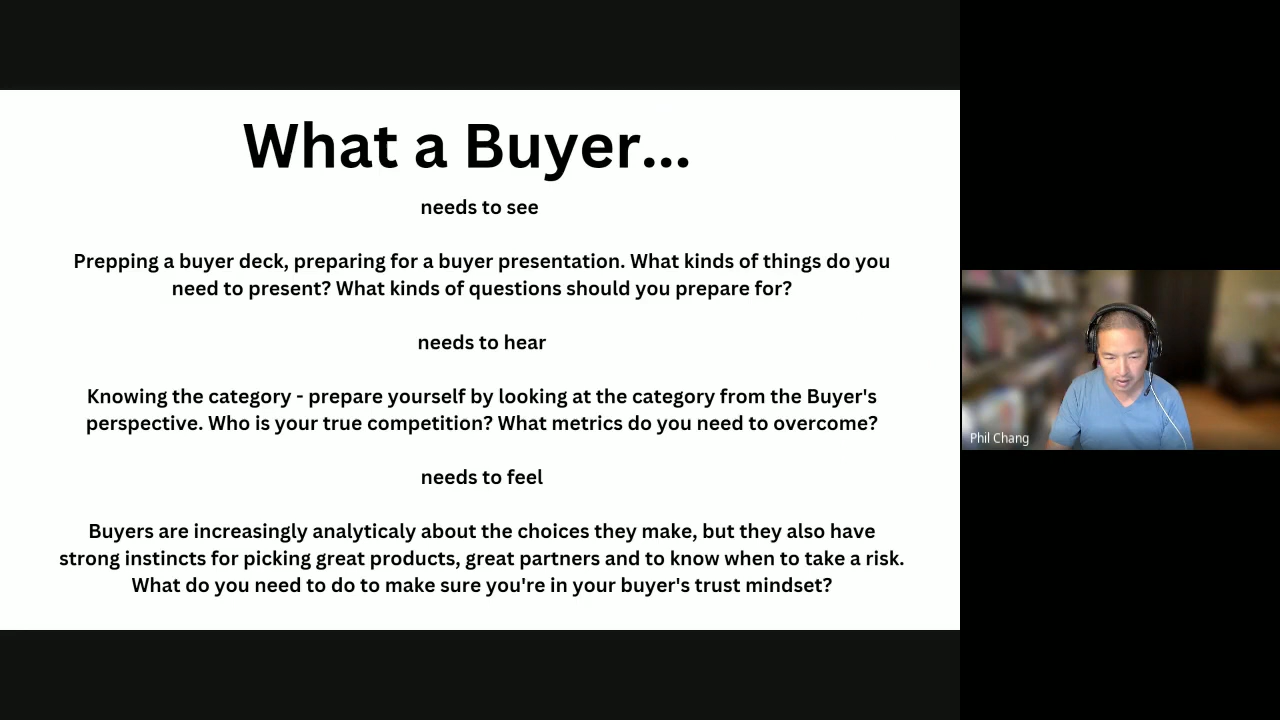 What a Buyer...
needs to see
Prepping a buyer deck, preparing for a buyer presentation. What kinds of things do you
need to present? What kinds of questions should you prepare for?
needs to hear
Knowing the category - prepare yourself by looking at the category from the Buyer's
perspective. Who is your true competition? What metrics do you need to overcome?
needs to feel
Buyers are increasingly analyticaly about the choices they make, but they also have
strong instincts for picking great products, great partners and to know when to take a risk.
What do you need to do to make sure you're in your buyer's trust mindset?
Phil Chang